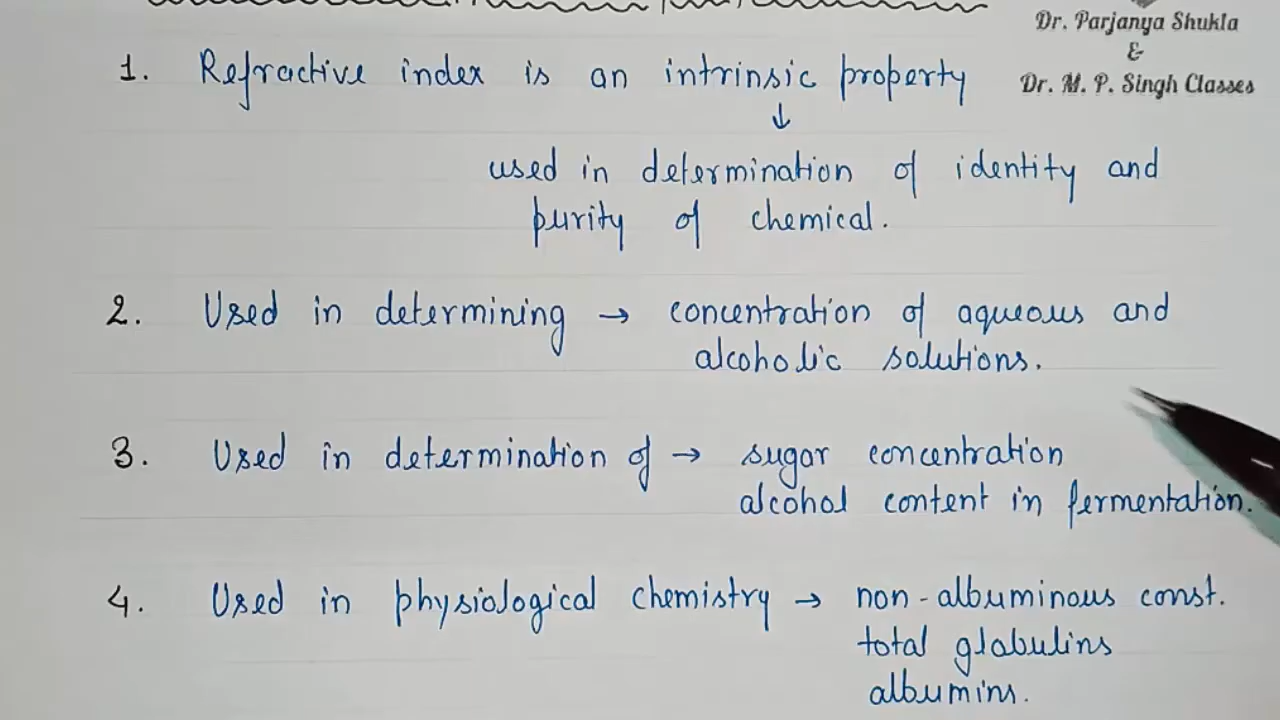 Dr. Parjanya Shukla
&
Dr. M. P. Singh Classes
1. Refractive index is an intrinsic property
↓
used in determination of identity and
purity of chemical.
2. Used in determining → concentration of aqueous and
alcoholic solutions.
3. Used in determination of → sugar concentration
alcohol content in fermentation.
4. Used in physiological chemistry → non-albuminous const.
total globulins
albumins.